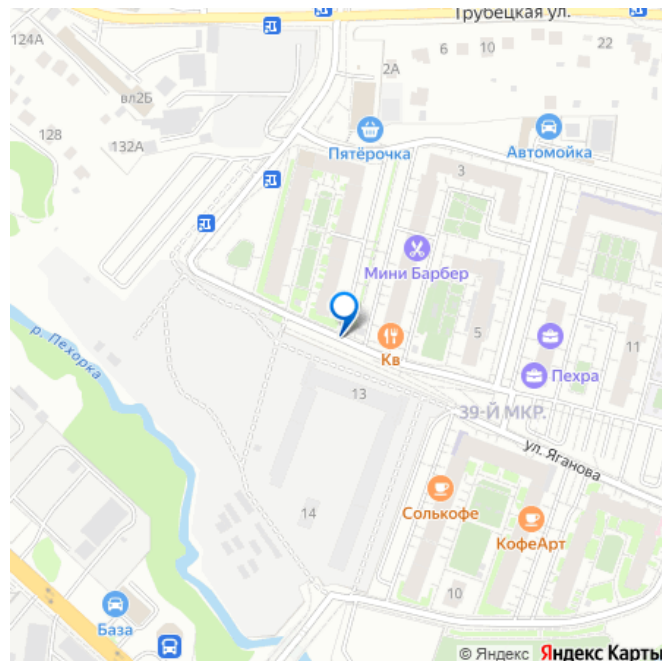 Трубецкая ул.
124А
6
10
22
2А
вл2Б
128
132А
Пятёрочка
Автомойка
3
Мини Барбер
р. Пехорка
5
Кв
11
Пехра
13
39-Й МКР.
ул. Яганова
14
Солькофе
КофеАрт
10
База
© Яндекс Яндекс Карты